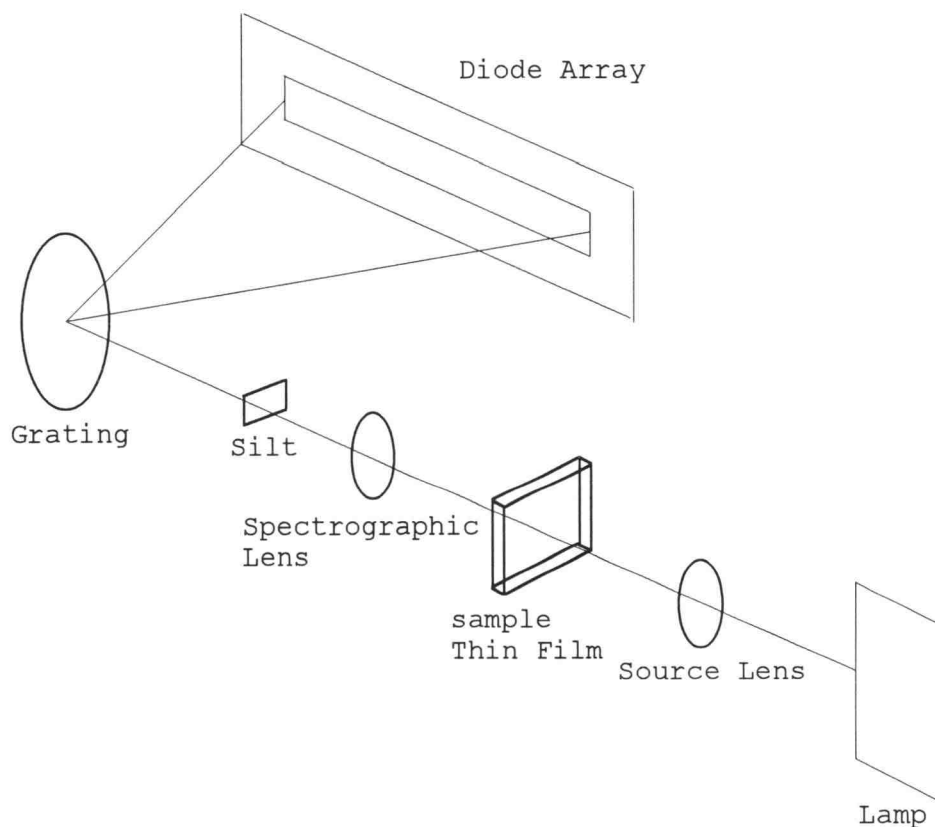 Diode Array
Grating
Silt
Spectrographic
Lens
sample
Thin Film
Source Lens
Lamp